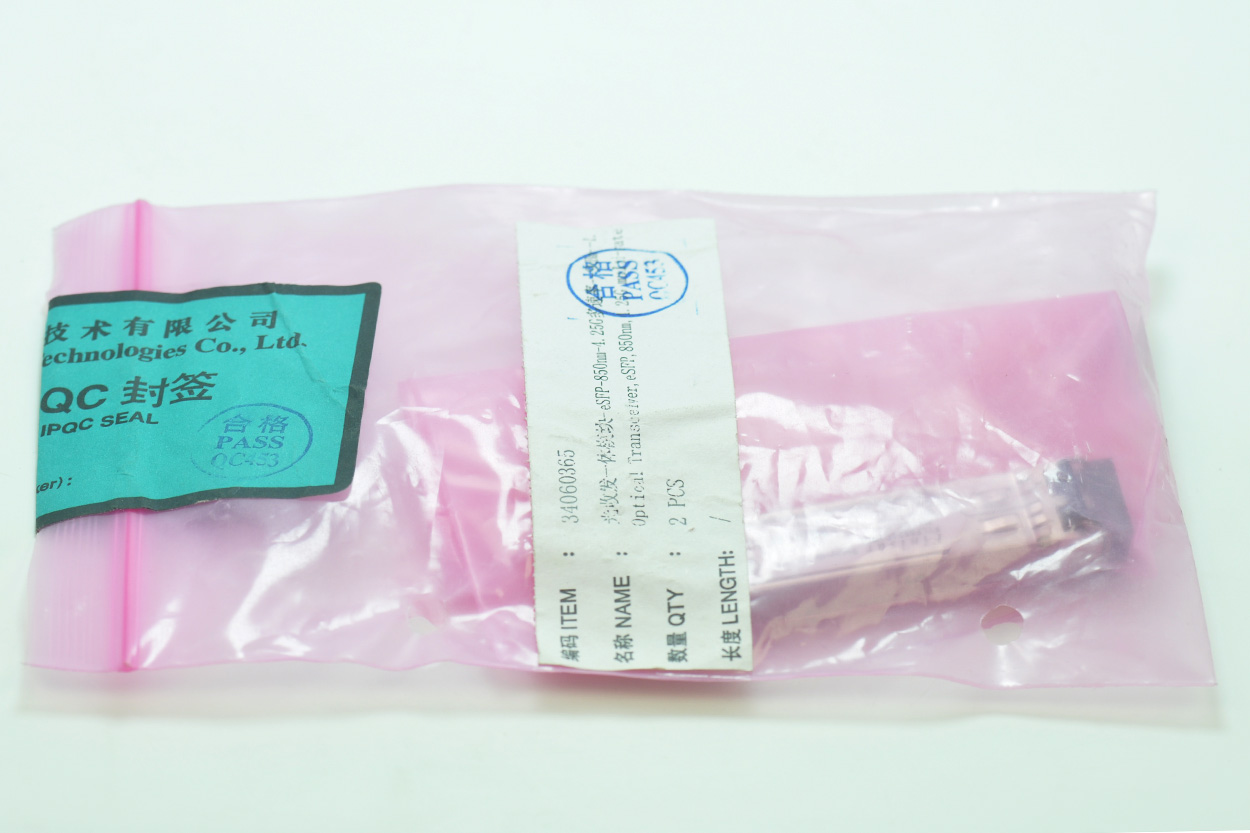 技术有限公司
echnologies Co., Ltd.
QC 封签
IPQC SEAL
合格
PASS
QC453
ker):
编码 ITEM : 34060365
名称 NAME : 光收发一体模块-eSFP-850nm-1.25G
Optical Transceiver, eSFP, 850nm,
数量 QTY : 2 PCS
长度 LENGTH: /
合格
PASS
QC453